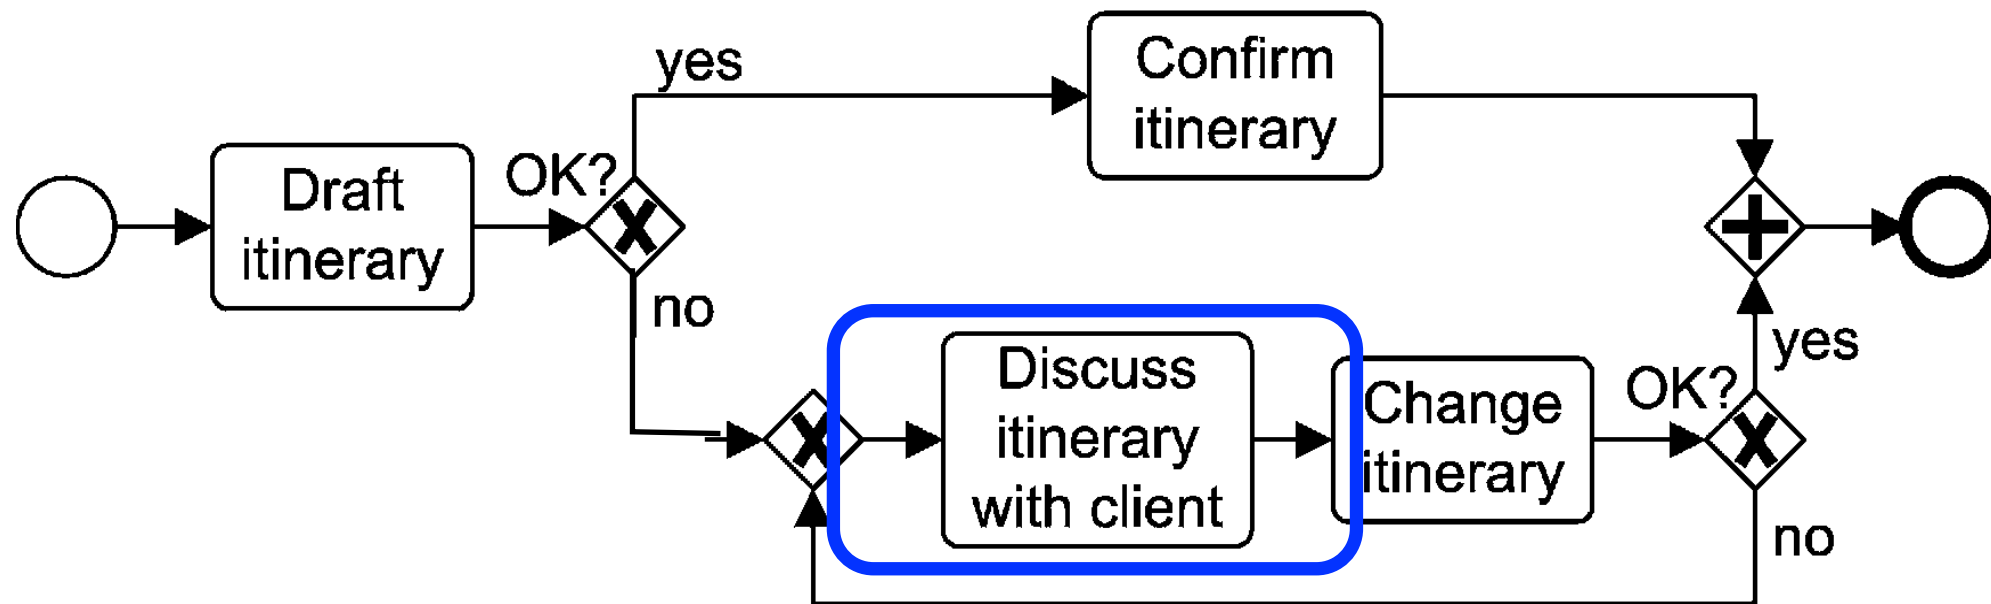 yes
Confirm
itinerary
Draft
itinerary
OK?
no
Discuss
itinerary
with client
Change
itinerary
OK?
yes
no